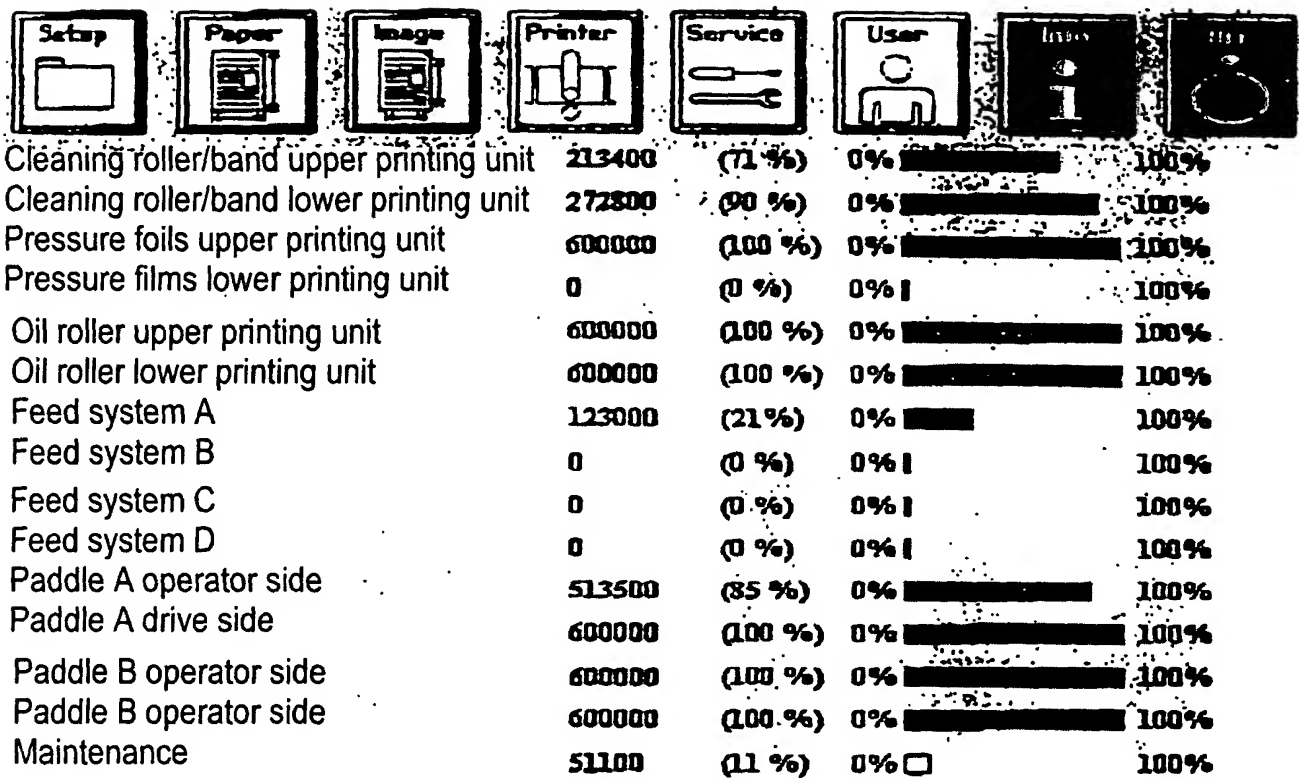 Setup Paper Image Printer Service User
Cleaning roller/band upper printing unit 213400 (71 %) 0% 100%
Cleaning roller/band lower printing unit 272800 (90 %) 0% 100%
Pressure foils upper printing unit 600000 (100 %) 0% 100%
Pressure films lower printing unit 0 (0 %) 0% 100%
Oil roller upper printing unit 600000 (100 %) 0% 100%
Oil roller lower printing unit 600000 (100 %) 0% 100%
Feed system A 123000 (21%) 0% 100%
Feed system B 0 (0 %) 0% 100%
Feed system C 0 (0 %) 0% 100%
Feed system D 0 (0 %) 0% 100%
Paddle A operator side 513500 (85 %) 0% 100%
Paddle A drive side 600000 (100 %) 0% 100%
Paddle B operator side 600000 (100 %) 0% 100%
Paddle B operator side 600000 (100 %) 0% 100%
Maintenance 51100 (11 %) 0% 100%